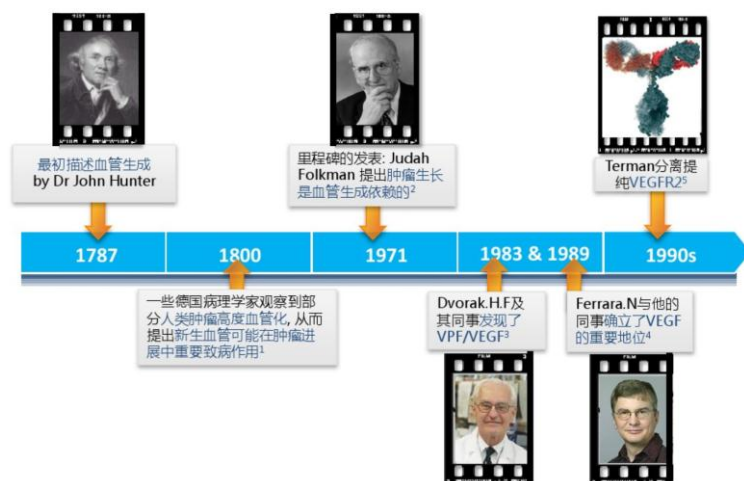 最初描述血管生成
by Dr John Hunter
里程碑的发表: Judah
Folkman 提出肿瘤生长
是血管生成依赖的2
Terman分离提
纯VEGFR25
1787
1800
1971
1983 & 1989
1990s
一些德国病理学家观察到部
分人类肿瘤高度血管化, 从而
提出新生血管可能在肿瘤进
展中重要致病作用1
Dvorak.H.F及
其同事发现了
VPF/VEGF3
Ferrara.N与他的
同事确立了VEGF
的重要地位4